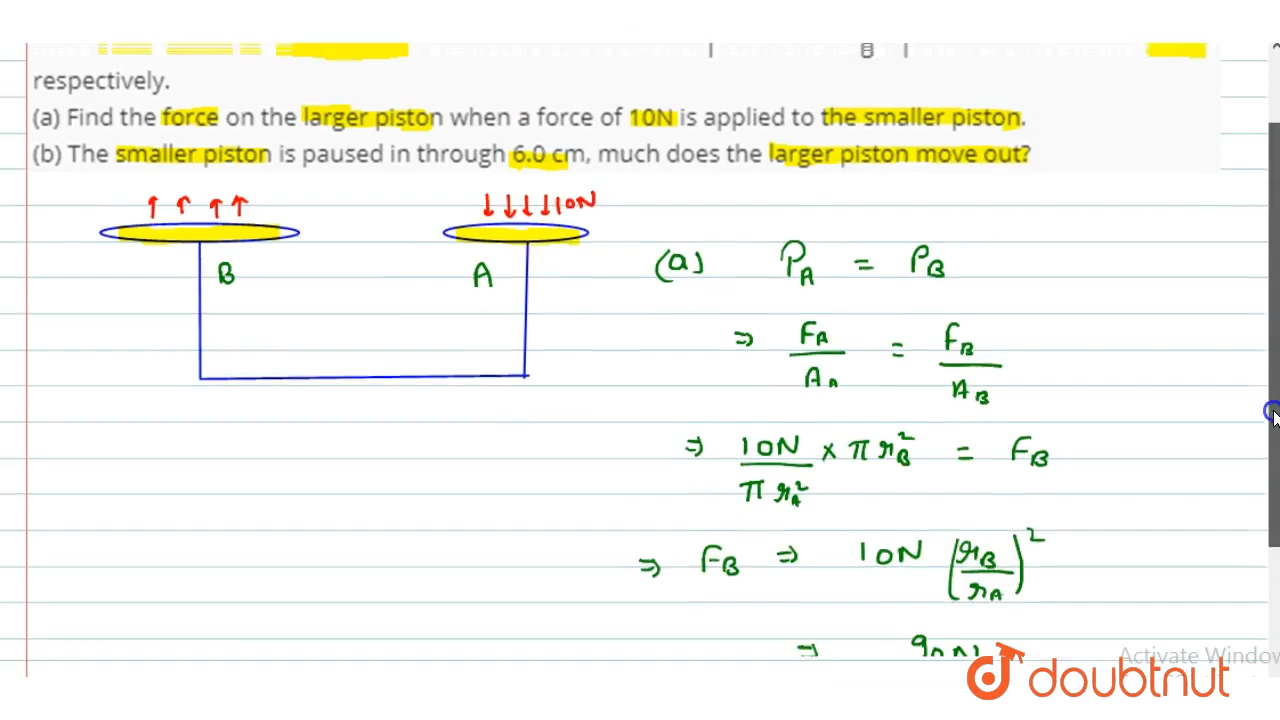 respectively.
(a) Find the force on the larger piston when a force of 10N is applied to the smaller piston.
(b) The smaller piston is paused in through 6.0 cm, much does the larger piston move out?
↑ ↑ ↑ ↑
↓ ↓ ↓ ↓ 10N
B
A
(a) P_A = P_B
⇒ F_A/A_A = F_B/A_B
⇒ 10N/πr_A² × πr_B² = F_B
⇒ F_B ⇒ 10N (r_B/r_A)²
⇒ 90N
Activate Window
doubtnut